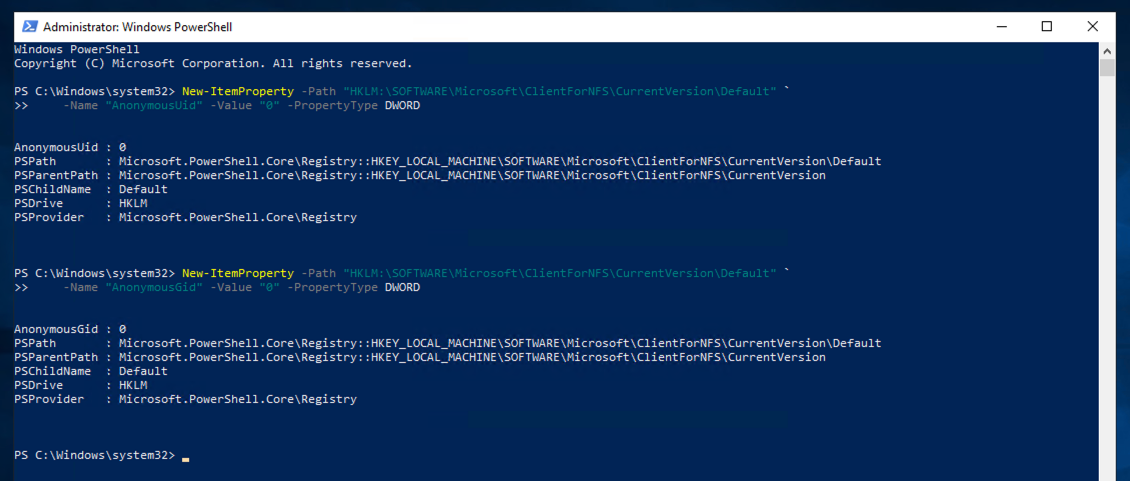 Administrator: Windows PowerShell
Windows PowerShell
Copyright (C) Microsoft Corporation. All rights reserved.
PS C:\Windows\system32> New-ItemProperty -Path "HKLM:\SOFTWARE\Microsoft\ClientForNFS\CurrentVersion\Default" `
>>     -Name "AnonymousUid" -Value "0" -PropertyType DWORD
AnonymousUid : 0
PSPath       : Microsoft.PowerShell.Core\Registry::HKEY_LOCAL_MACHINE\SOFTWARE\Microsoft\ClientForNFS\CurrentVersion\Default
PSParentPath : Microsoft.PowerShell.Core\Registry::HKEY_LOCAL_MACHINE\SOFTWARE\Microsoft\ClientForNFS\CurrentVersion
PSChildName  : Default
PSDrive      : HKLM
PSProvider   : Microsoft.PowerShell.Core\Registry
PS C:\Windows\system32> New-ItemProperty -Path "HKLM:\SOFTWARE\Microsoft\ClientForNFS\CurrentVersion\Default" `
>>     -Name "AnonymousGid" -Value "0" -PropertyType DWORD
AnonymousGid : 0
PSPath       : Microsoft.PowerShell.Core\Registry::HKEY_LOCAL_MACHINE\SOFTWARE\Microsoft\ClientForNFS\CurrentVersion\Default
PSParentPath : Microsoft.PowerShell.Core\Registry::HKEY_LOCAL_MACHINE\SOFTWARE\Microsoft\ClientForNFS\CurrentVersion
PSChildName  : Default
PSDrive      : HKLM
PSProvider   : Microsoft.PowerShell.Core\Registry
PS C:\Windows\system32>